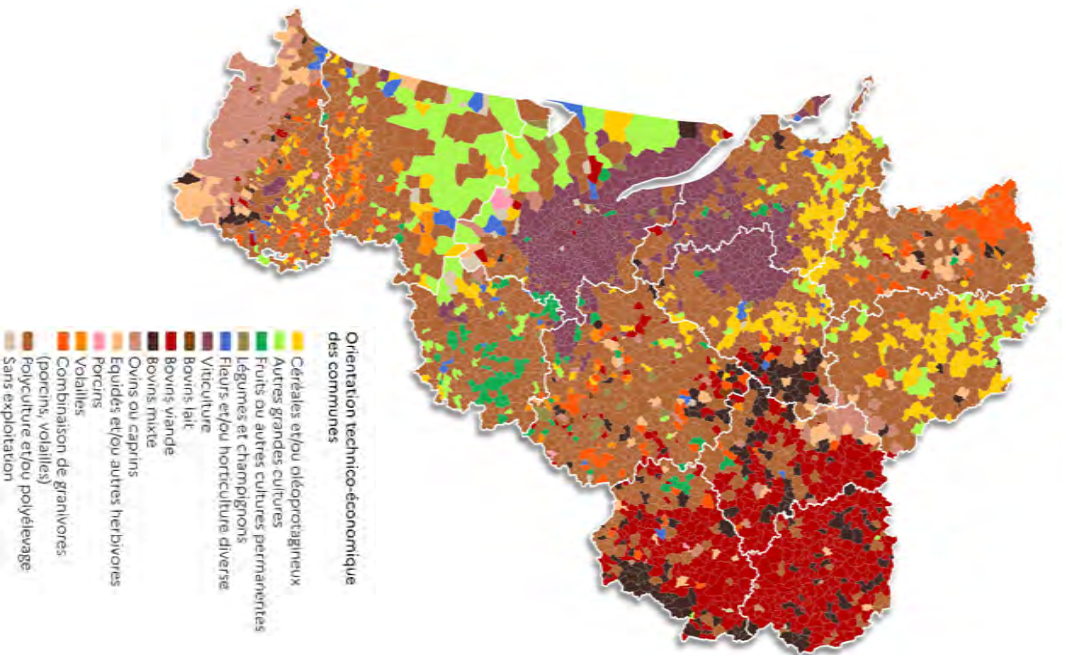 Orientation technico-économique
des communes
Céréales et/ou oléoprotagineux
Autres grandes cultures
Fruits ou autres cultures permanentes
Légumes et champignons
Fleurs et/ou horticulture diverse
Viticulture
Bovins lait
Bovins viande
Bovins mixte
Ovins ou caprins
Equidés et/ou autres herbivores
Porcins
Volailles
Combinaison de granivores
(porcins, volailles)
Polyculture et/ou polyélevage
Sans exploitation